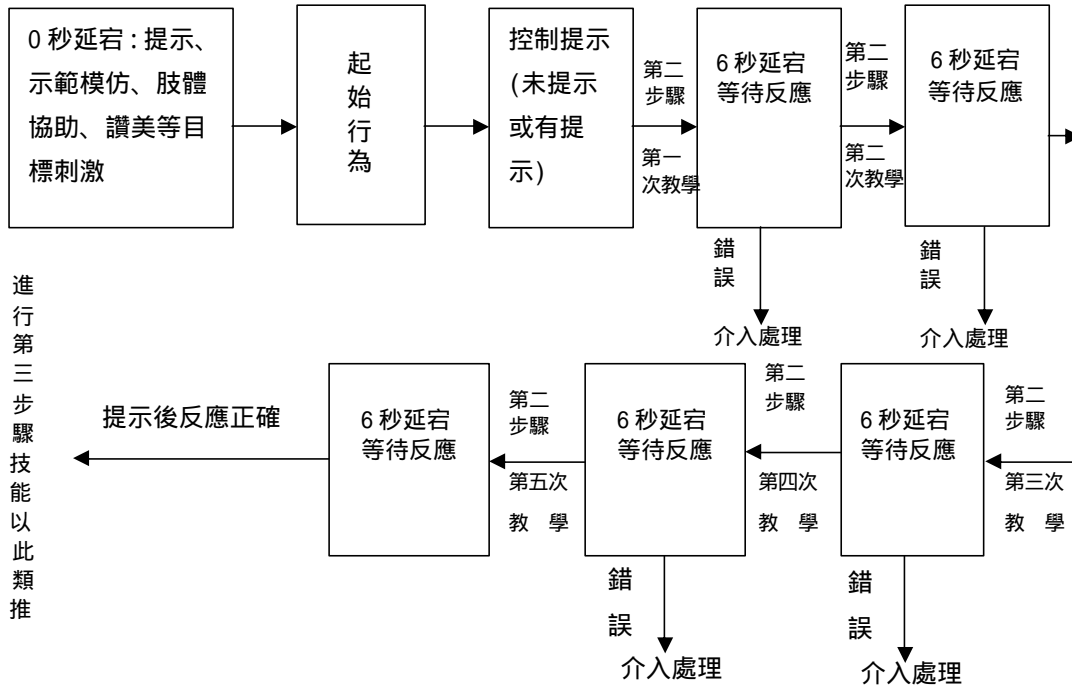 0 秒延宕 : 提示、
示範模仿、肢體
協助、讚美等目
標刺激
起
始
行
為
控制提示
(未提示
或有提
示)
第二
步驟
第一
次教學
6 秒延宕
等待反應
第二
步驟
第二
次教學
6 秒延宕
等待反應
錯
誤
介入處理
錯
誤
介入處理
第二
步驟
第三次
教 學
6 秒延宕
等待反應
第二
步驟
第四次
教 學
6 秒延宕
等待反應
第二
步驟
第五次
教 學
6 秒延宕
等待反應
提示後反應正確
進
行
第
三
步
驟
技
能
以
此
類
推
錯
誤
介入處理
錯
誤
介入處理